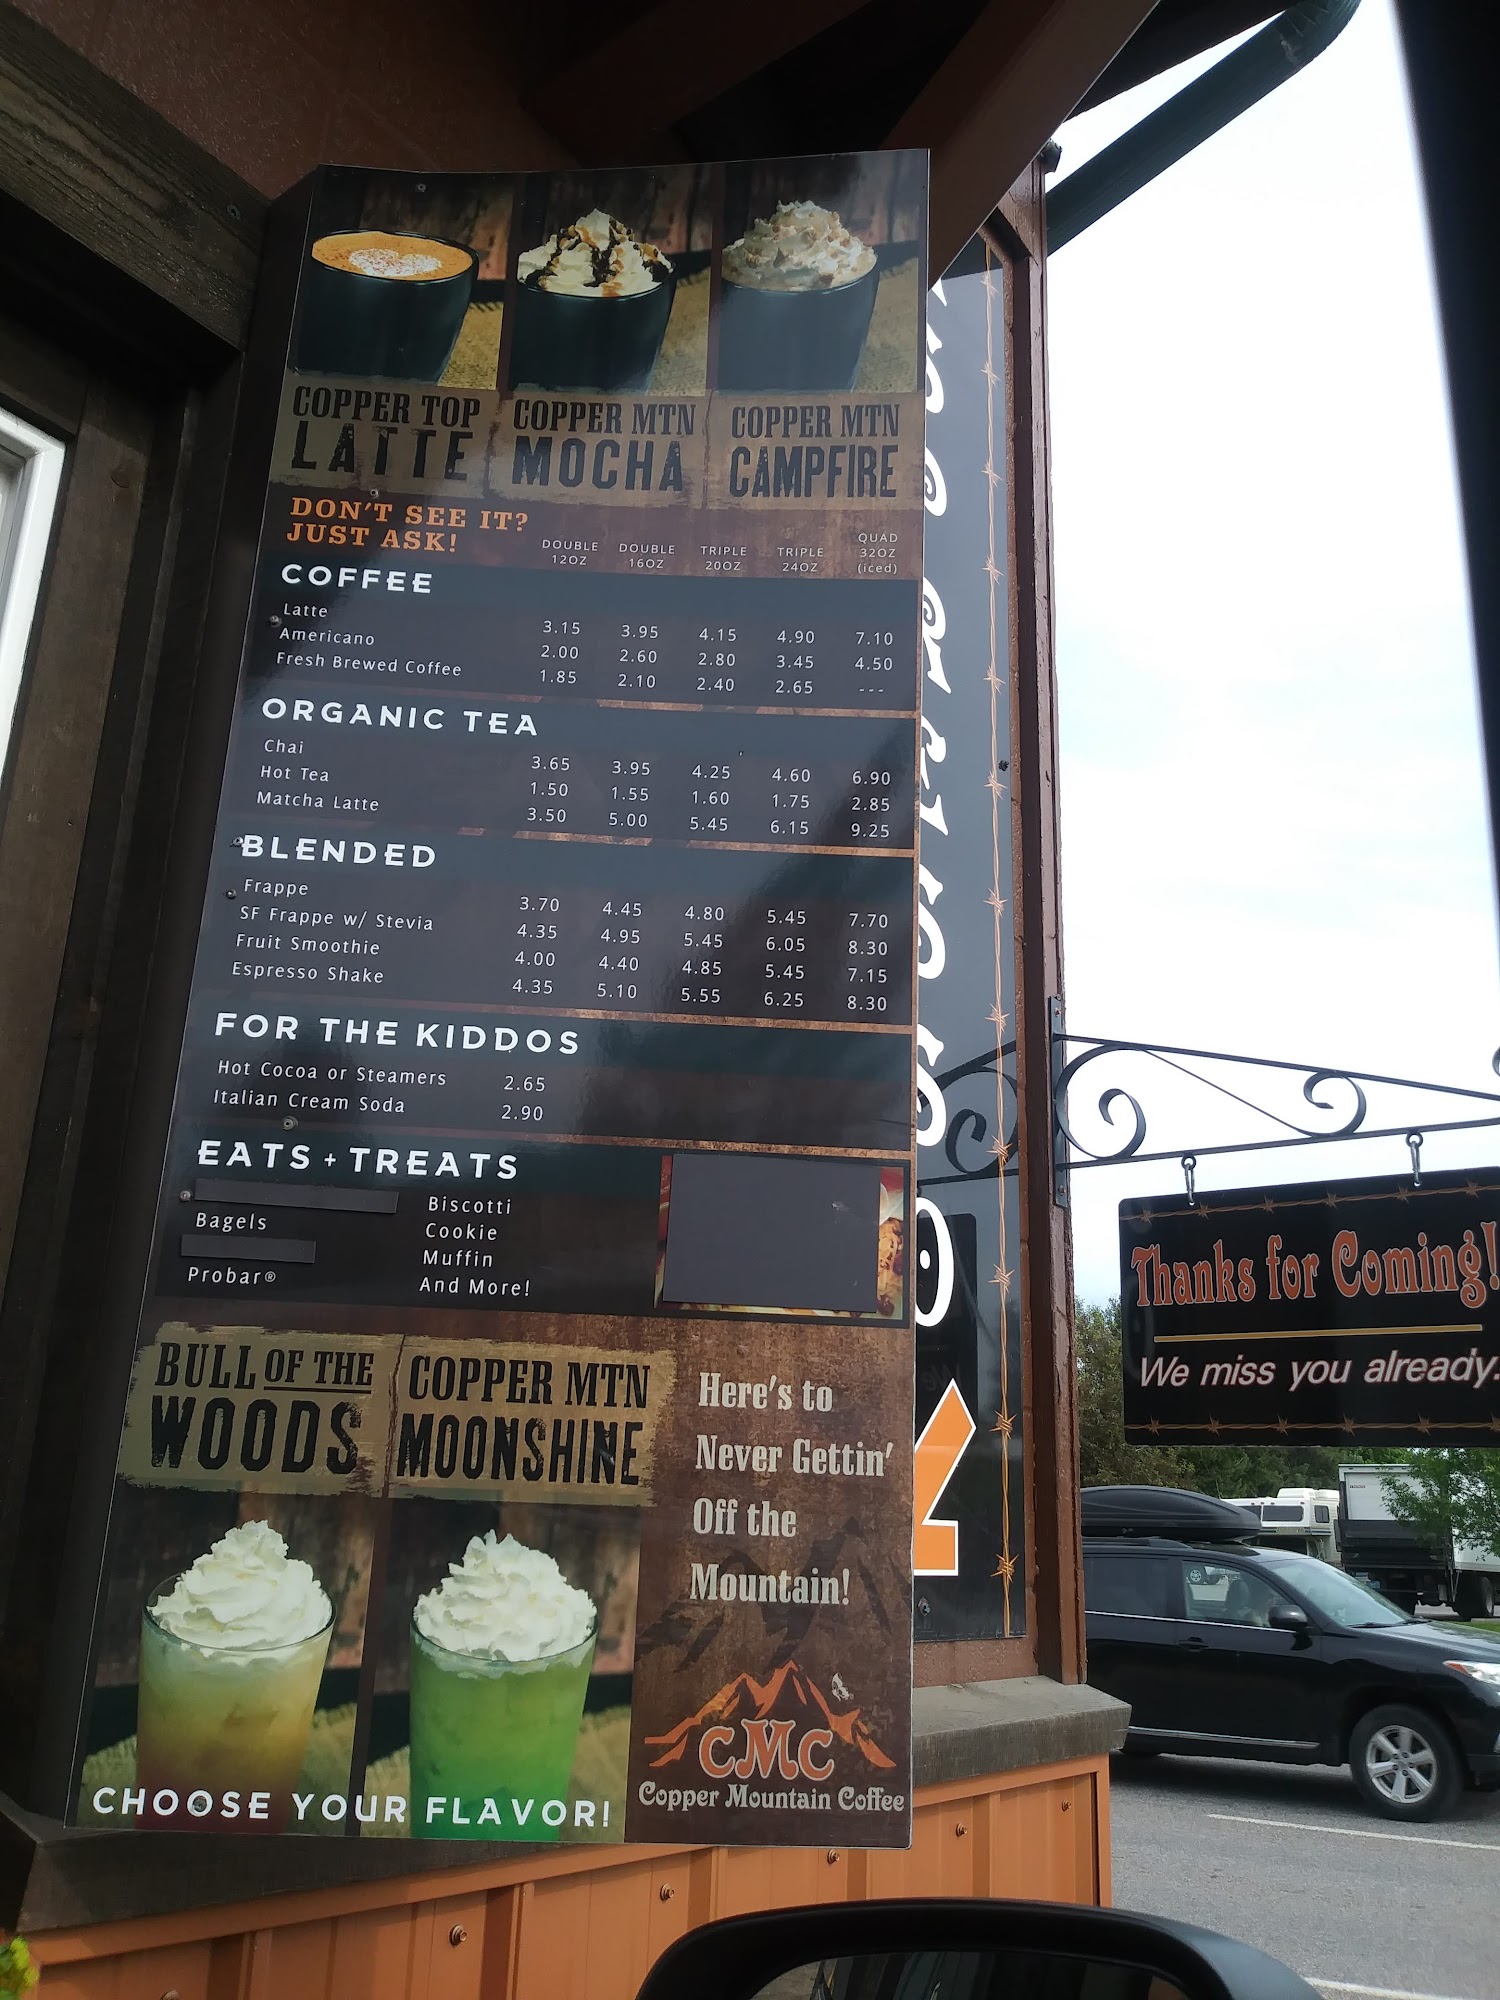 COPPER TOP
LATTE
COPPER MTN
MOCHA
COPPER MTN
CAMPFIRE
DON'T SEE IT?
JUST ASK!
DOUBLE 12OZ
DOUBLE 16OZ
TRIPLE 20OZ
TRIPLE 24OZ
QUAD 32OZ (iced)
COFFEE
Latte 3.15 3.95 4.15 4.90 7.10
Americano 2.00 2.60 2.80 3.45 4.50
Fresh Brewed Coffee 1.85 2.10 2.40 2.65 ---
ORGANIC TEA
Chai 3.65 3.95 4.25 4.60 6.90
Hot Tea 1.50 1.55 1.60 1.75 2.85
Matcha Latte 3.50 5.00 5.45 6.15 9.25
BLENDED
Frappe 3.70 4.45 4.80 5.45 7.70
SF Frappe w/ Stevia 4.35 4.95 5.45 6.05 8.30
Fruit Smoothie 4.00 4.40 4.85 5.45 7.15
Espresso Shake 4.35 5.10 5.55 6.25 8.30
FOR THE KIDDOS
Hot Cocoa or Steamers 2.65
Italian Cream Soda 2.90
EATS + TREATS
Bagels
Probar®
Biscotti
Cookie
Muffin
And More!
BULL OF THE
WOODS
COPPER MTN
MOONSHINE
Here's to
Never Gettin'
Off the
Mountain!
CHOOSE YOUR FLAVOR!
CMC
Copper Mountain Coffee
Thanks for Coming!
We miss you already.